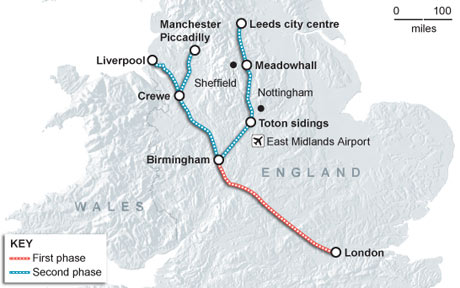 0 100
miles
Manchester
Piccadilly
Leeds city centre
Liverpool
Meadowhall
Sheffield
Crewe
Nottingham
Toton sidings
East Midlands Airport
Birmingham
ENGLAND
WALES
KEY
First phase
Second phase
London